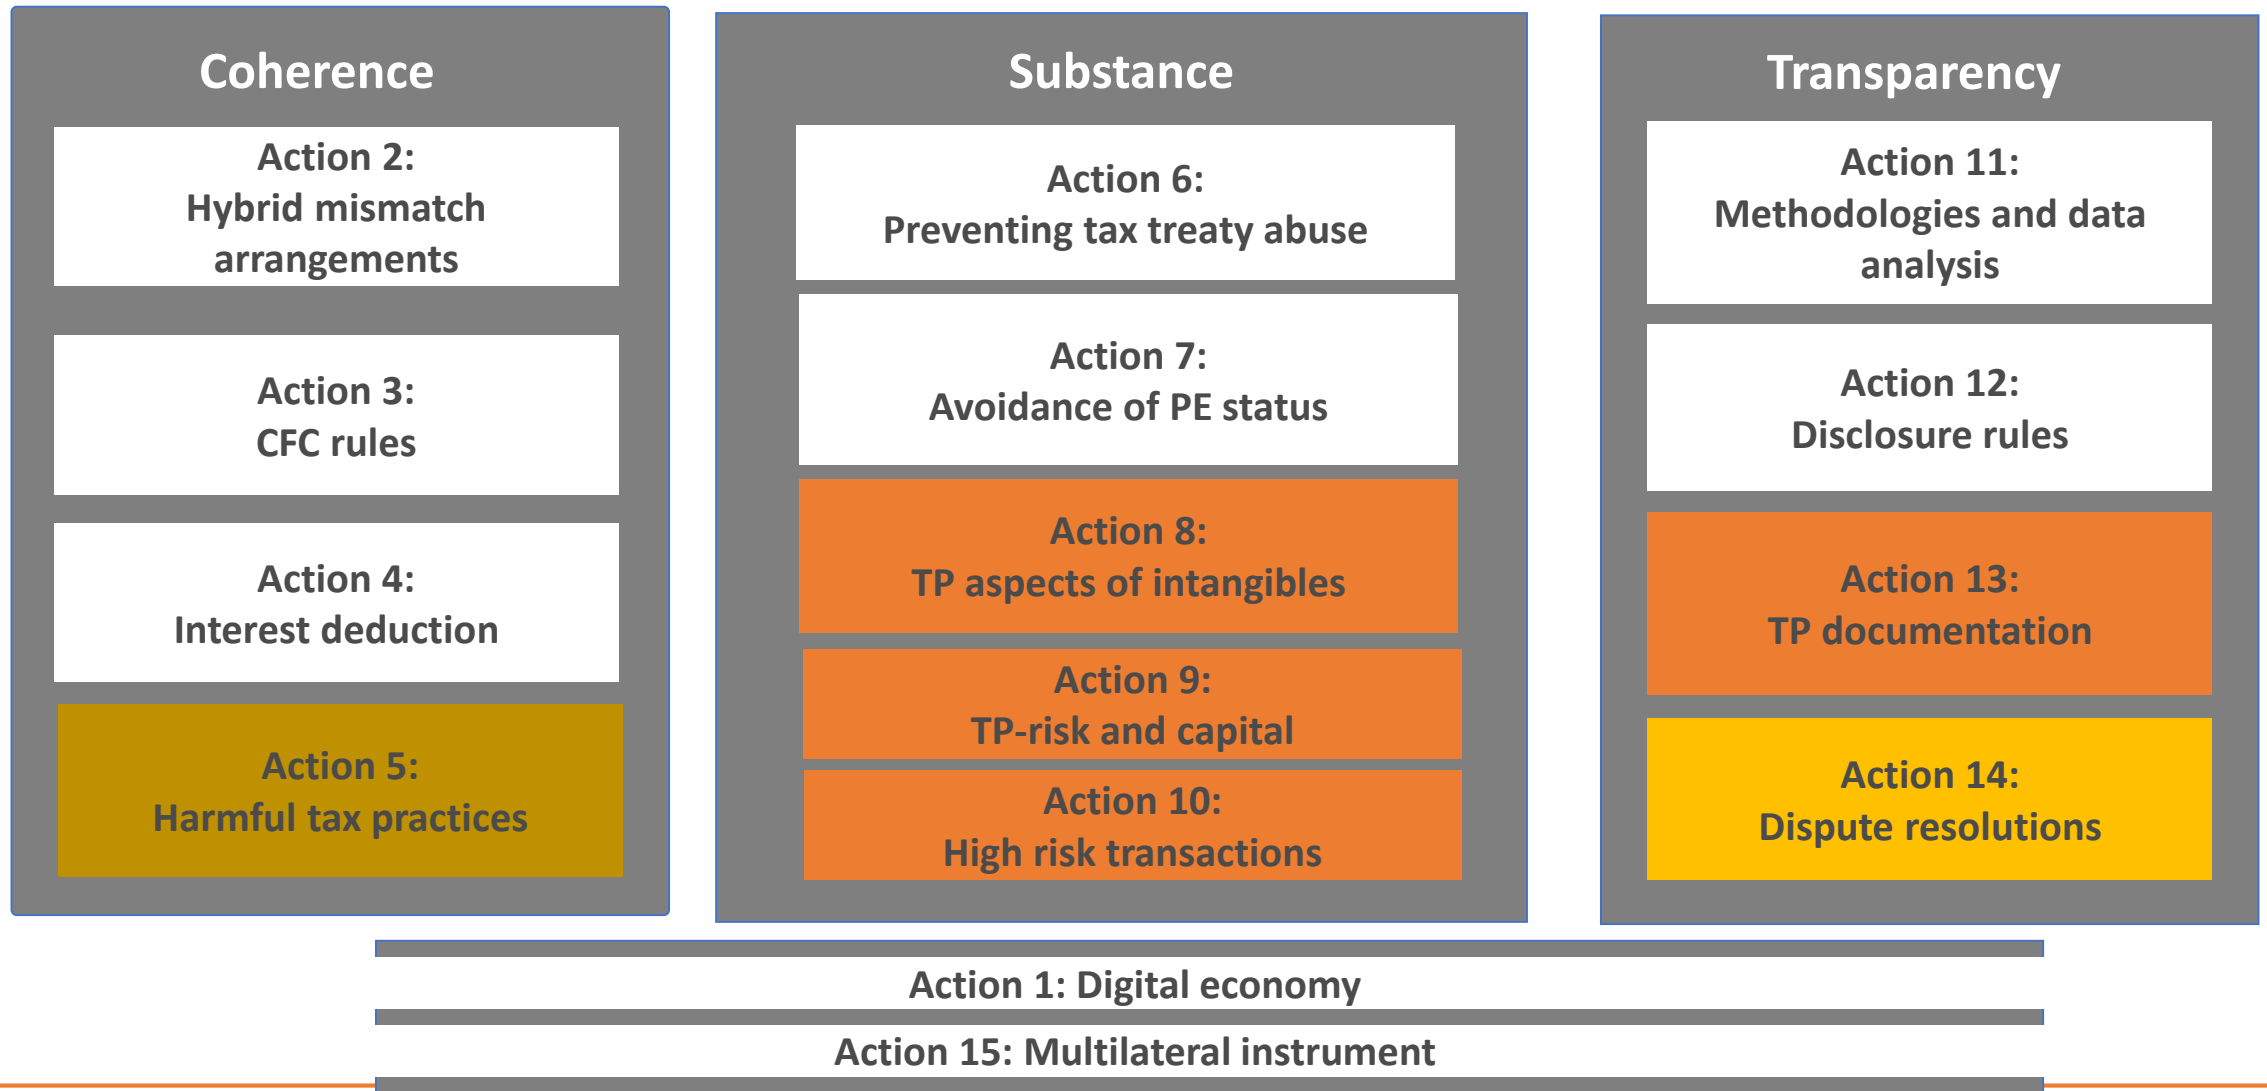 Coherence
Action 2:
Hybrid mismatch
arrangements
Action 3:
CFC rules
Action 4:
Interest deduction
Action 5:
Harmful tax practices
Substance
Action 6:
Preventing tax treaty abuse
Action 7:
Avoidance of PE status
Action 8:
TP aspects of intangibles
Action 9:
TP-risk and capital
Action 10:
High risk transactions
Transparency
Action 11:
Methodologies and data
analysis
Action 12:
Disclosure rules
Action 13:
TP documentation
Action 14:
Dispute resolutions
Action 1: Digital economy
Action 15: Multilateral instrument